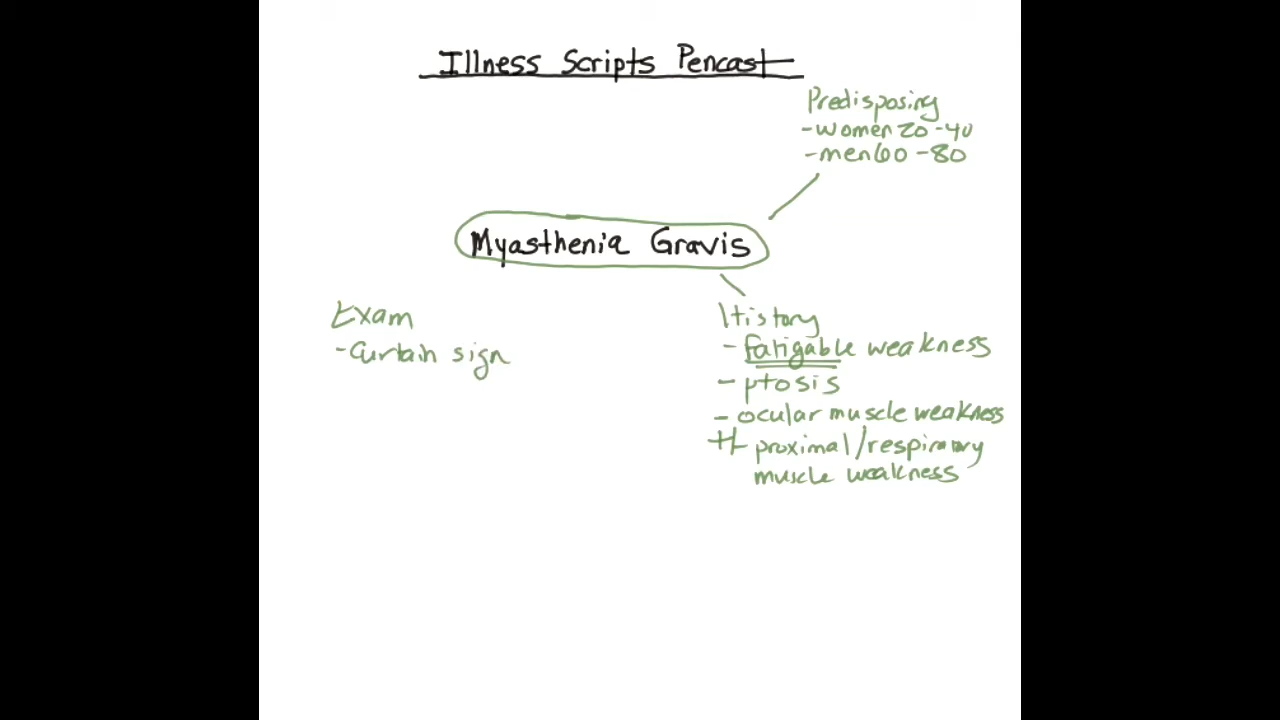 Illness Scripts Pencast
Predisposing
-women 20-40
-men 60-80
Myasthenia Gravis
Exam
-Curtain sign
History
- fatigable weakness
- ptosis
- ocular muscle weakness
+/- proximal/respiratory
muscle weakness